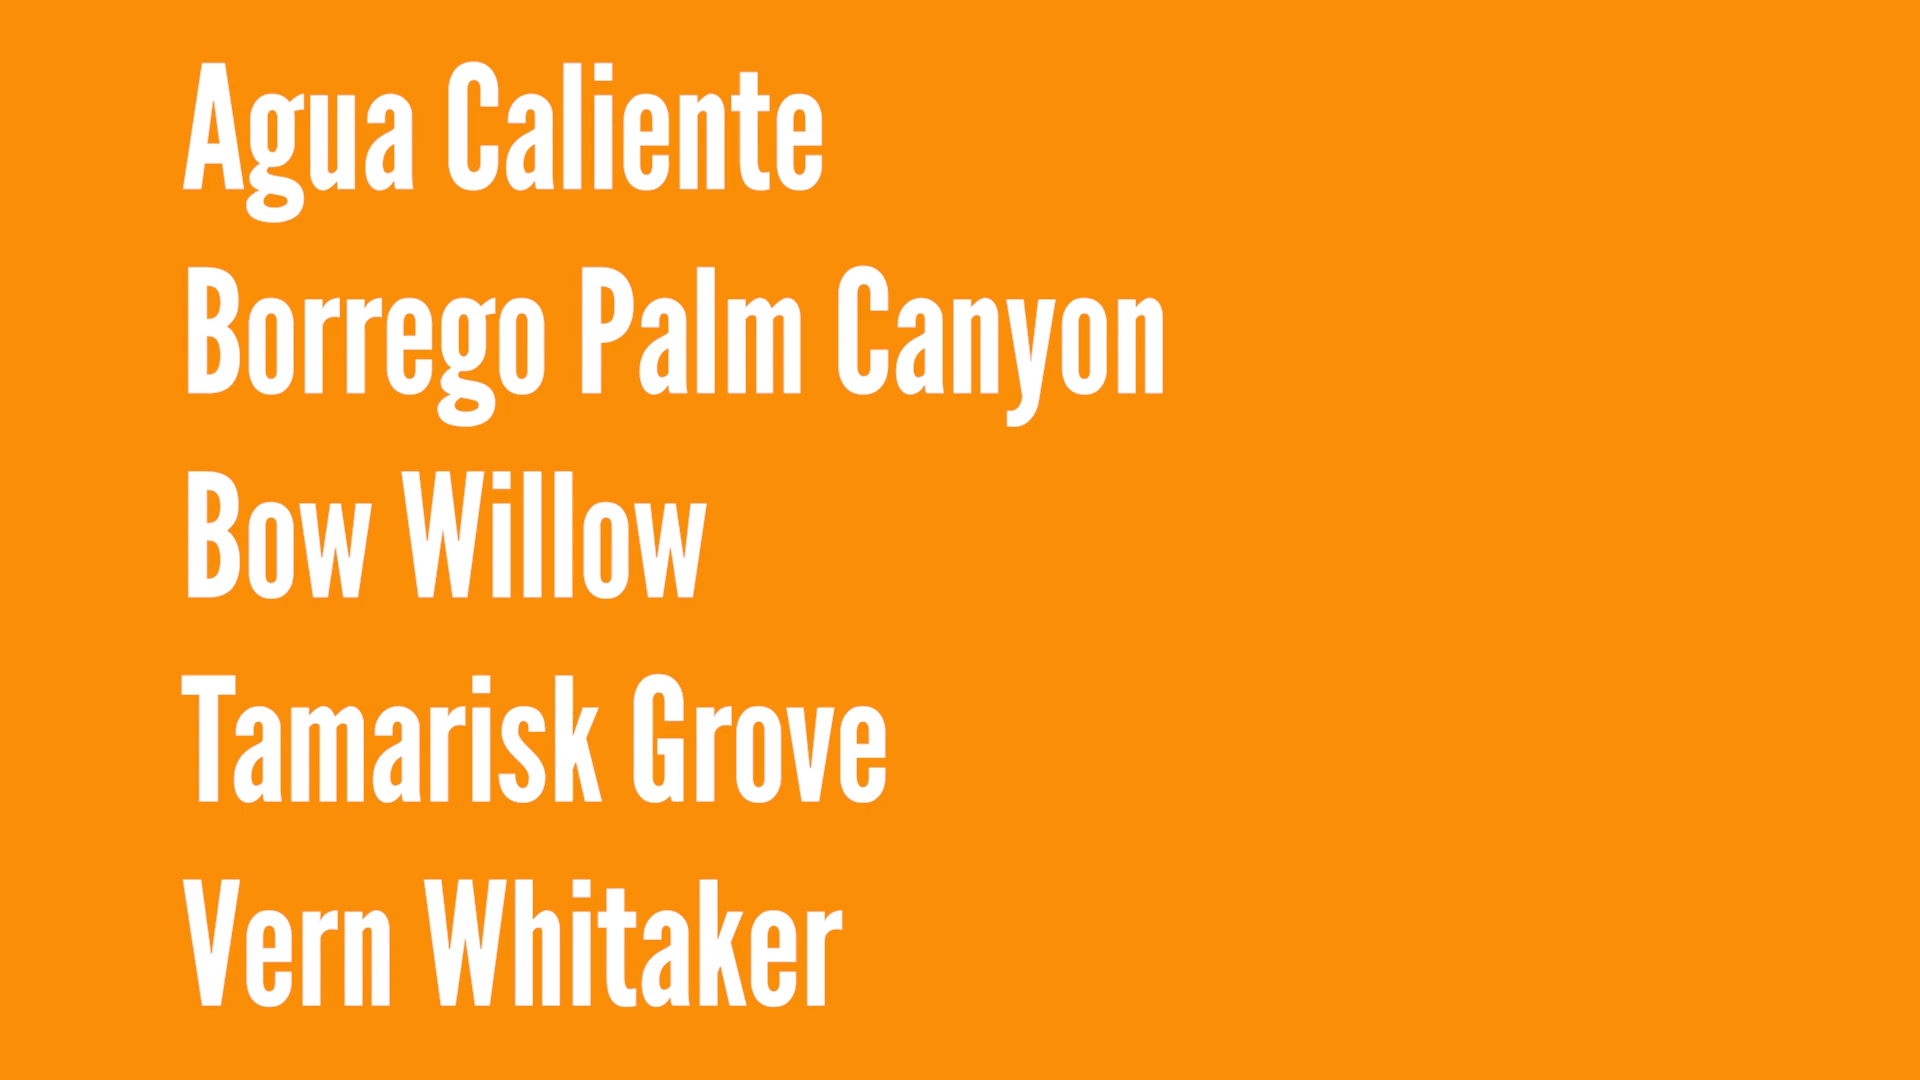 Agua Caliente
Borrego Palm Canyon
Bow Willow
Tamarisk Grove
Vern Whitaker